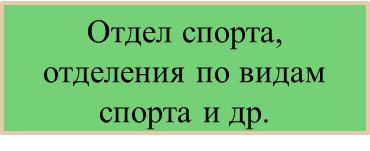 Отдел спорта,
отделения по видам
спорта и др.